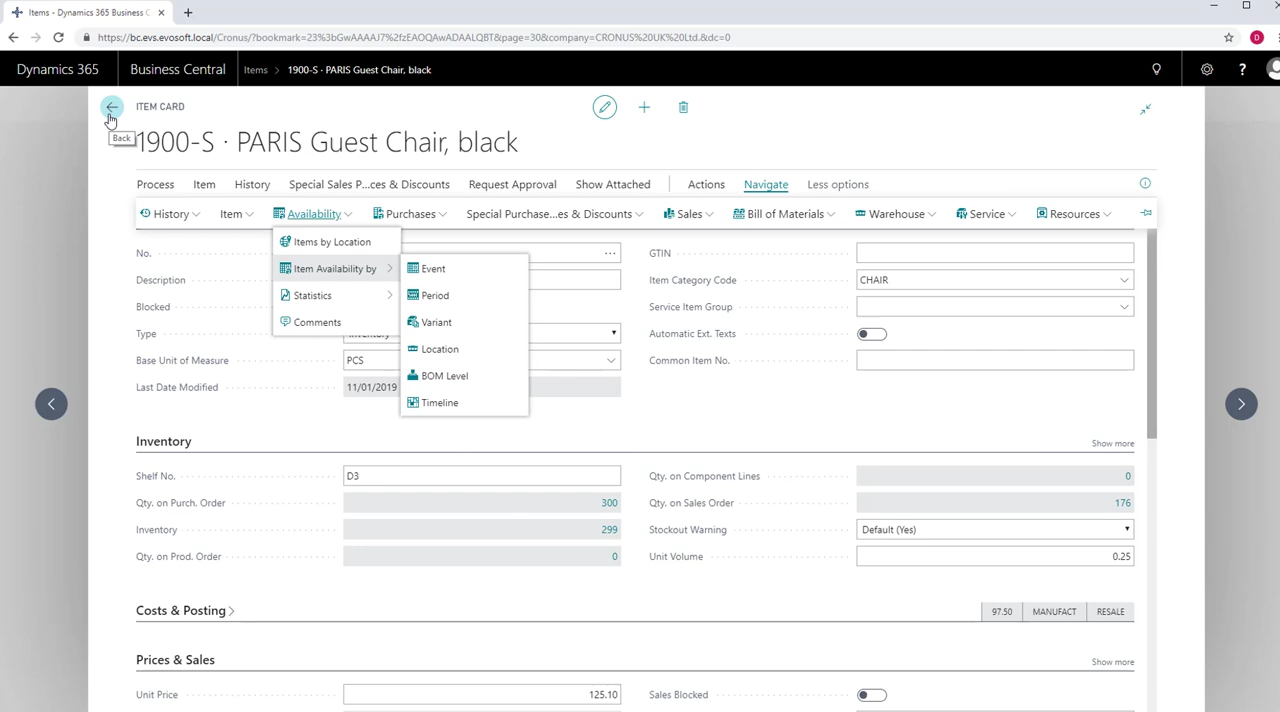 Items - Dynamics 365 Business C
https://bc.evs.evosoft.local/Cronus/?bookmark=23%3bGwAAAAJ7%2fzEAOQAwADAALQBT&page=30&company=CRONUS%20UK%20Ltd.&dc=0
D
Dynamics 365
Business Central
Items > 1900-S · PARIS Guest Chair, black
?
ITEM CARD
Back
1900-S · PARIS Guest Chair, black
Process Item History Special Sales P...ces & Discounts Request Approval Show Attached Actions Navigate Less options
History Item Availability Purchases Special Purchase...es & Discounts Sales Bill of Materials Warehouse Service Resources
Items by Location
Item Availability by
Statistics
Comments
Event
Period
Variant
Location
BOM Level
Timeline
No.
Description
Blocked
Type
Base Unit of Measure PCS
Last Date Modified 11/01/2019
GTIN
Item Category Code CHAIR
Service Item Group
Automatic Ext. Texts
Common Item No.
Inventory
Show more
Shelf No. D3
Qty. on Purch. Order 300
Inventory 299
Qty. on Prod. Order 0
Qty. on Component Lines 0
Qty. on Sales Order 176
Stockout Warning Default (Yes)
Unit Volume 0.25
Costs & Posting >
97.50 MANUFACT RESALE
Prices & Sales
Show more
Unit Price 125.10
Sales Blocked